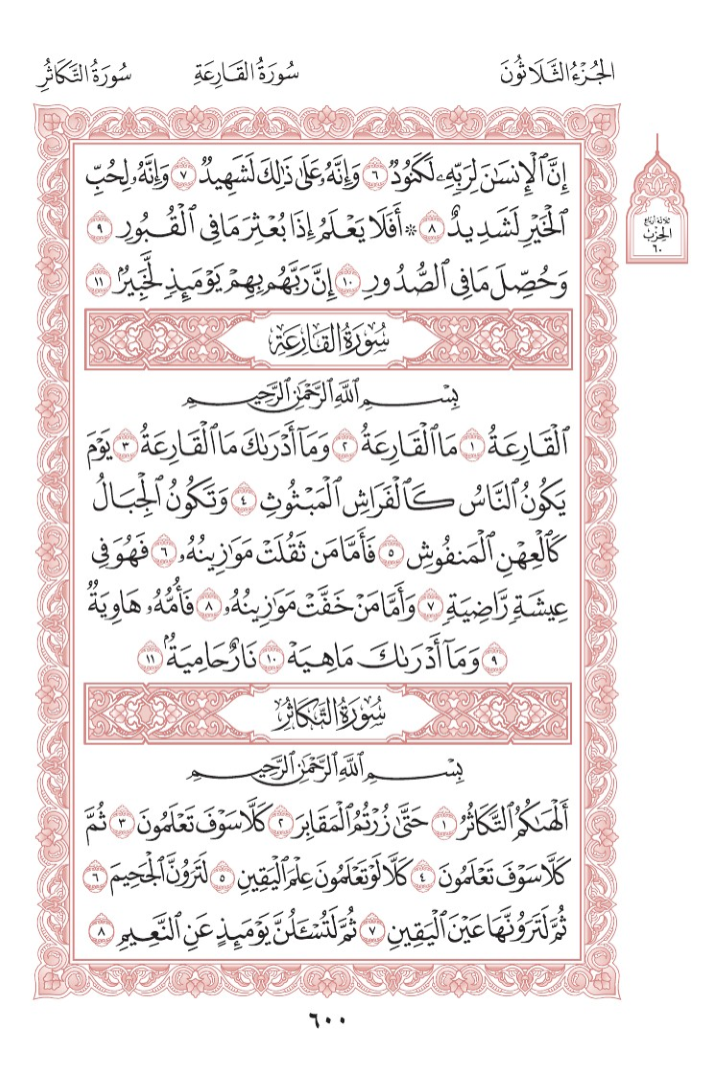 الجُزْءُ الثَّلَاثُونَ سُورَةُ القَارِعَةِ سُورَةُ التَّكَاثُرِ
ثلاثة أرباع
الحِزْب
٦٠
إِنَّ ٱلْإِنسَٰنَ لِرَبِّهِۦ لَكَنُودٌ ٦ وَإِنَّهُۥ عَلَىٰ ذَٰلِكَ لَشَهِيدٌ ٧ وَإِنَّهُۥ لِحُبِّ
ٱلْخَيْرِ لَشَدِيدٌ ٨ ۞ أَفَلَا يَعْلَمُ إِذَا بُعْثِرَ مَا فِى ٱلْقُبُورِ ٩
وَحُصِّلَ مَا فِى ٱلصُّدُورِ ١٠ إِنَّ رَبَّهُم بِهِمْ يَوْمَئِذٍ لَّخَبِيرٌۢ ١١
سُورَةُ القَارِعَةِ
بِسْمِ ٱللَّهِ ٱلرَّحْمَٰنِ ٱلرَّحِيمِ
ٱلْقَارِعَةُ ١ مَا ٱلْقَارِعَةُ ٢ وَمَآ أَدْرَىٰكَ مَا ٱلْقَارِعَةُ ٣ يَوْمَ
يَكُونُ ٱلنَّاسُ كَٱلْفَرَاشِ ٱلْمَبْثُوثِ ٤ وَتَكُونُ ٱلْجِبَالُ
كَٱلْعِهْنِ ٱلْمَنفُوشِ ٥ فَأَمَّا مَن ثَقُلَتْ مَوَٰزِينُهُۥ ٦ فَهُوَ فِى
عِيشَةٍ رَّاضِيَةٍ ٧ وَأَمَّا مَنْ خَفَّتْ مَوَٰزِينُهُۥ ٨ فَأُمُّهُۥ هَاوِيَةٌ
٩ وَمَآ أَدْرَىٰكَ مَا هِيَهْ ١٠ نَارٌ حَامِيَةٌۢ ١١
سُورَةُ التَّكَاثُرِ
بِسْمِ ٱللَّهِ ٱلرَّحْمَٰنِ ٱلرَّحِيمِ
أَلْهَىٰكُمُ ٱلتَّكَاثُرُ ١ حَتَّىٰ زُرْتُمُ ٱلْمَقَابِرَ ٢ كَلَّا سَوْفَ تَعْلَمُونَ ٣ ثُمَّ
كَلَّا سَوْفَ تَعْلَمُونَ ٤ كَلَّا لَوْ تَعْلَمُونَ عِلْمَ ٱلْيَقِينِ ٥ لَتَرَوُنَّ ٱلْجَحِيمَ ٦
ثُمَّ لَتَرَوُنَّهَا عَيْنَ ٱلْيَقِينِ ٧ ثُمَّ لَتُسْـَٔلُنَّ يَوْمَئِذٍ عَنِ ٱلنَّعِيمِ ٨
٦٠٠